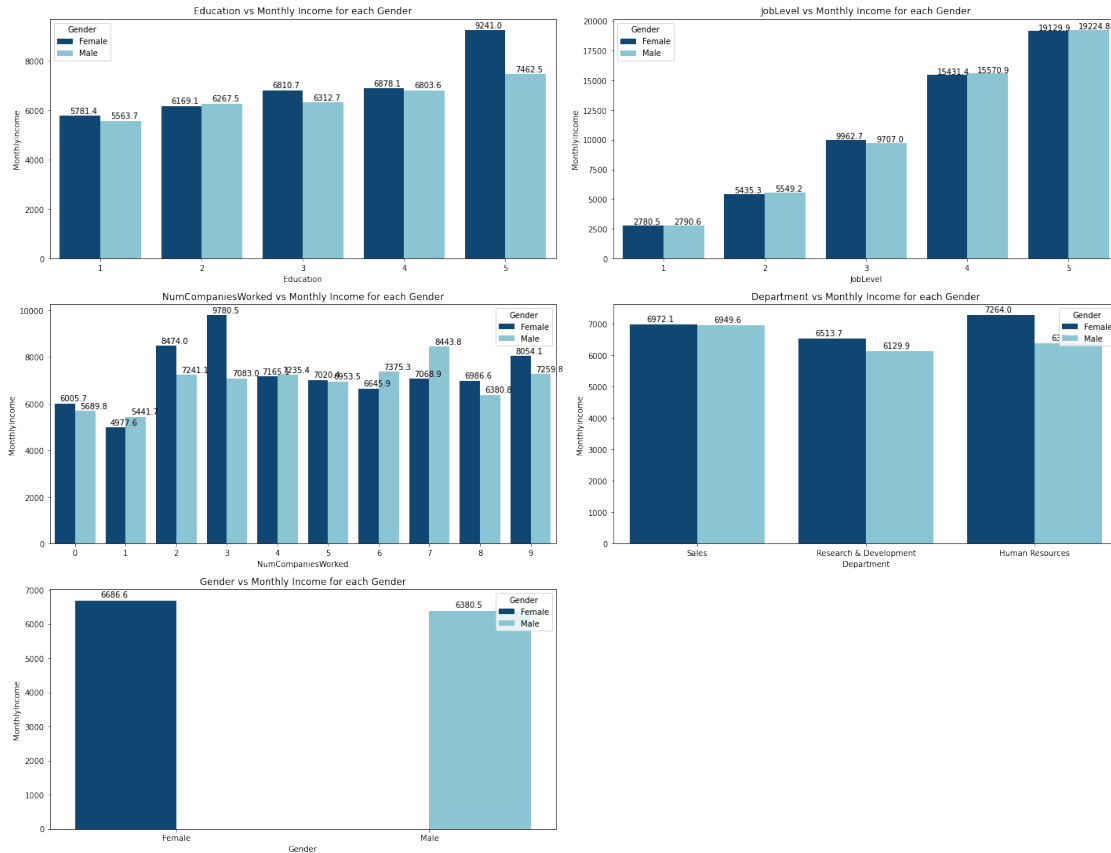 Education vs Monthly Income for each Gender
Gender
Female
Male
MonthlyIncome
8000
6000
4000
2000
0
5781.4 5563.7 6169.1 6267.5 6810.7 6312.7 6878.1 6803.6 9241.0 7462.5
1 2 3 4 5
Education
JobLevel vs Monthly Income for each Gender
Gender
Female
Male
MonthlyIncome
20000
17500
15000
12500
10000
7500
5000
2500
0
2780.5 2790.6 5435.3 5549.2 9962.7 9707.0 15431.4 15570.9 19129.9 19224.8
1 2 3 4 5
JobLevel
NumCompaniesWorked vs Monthly Income for each Gender
Gender
Female
Male
MonthlyIncome
10000
8000
6000
4000
2000
0
6005.7 5689.8 4977.6 5441.7 8474.0 7241.1 9780.5 7083.0 7235.4 6953.5 6645.9 7375.3 7068.9 8443.8 6986.6 6380.8 8054.1 7259.8
0 1 2 3 4 5 6 7 8 9
NumCompaniesWorked
Department vs Monthly Income for each Gender
Gender
Female
Male
MonthlyIncome
7000
6000
5000
4000
3000
2000
1000
0
6972.1 6949.6 6513.7 6129.9 7264.0
Sales Research & Development Human Resources
Department
Gender vs Monthly Income for each Gender
Gender
Female
Male
MonthlyIncome
7000
6000
5000
4000
3000
2000
1000
0
6686.6 6380.5
Female Male
Gender